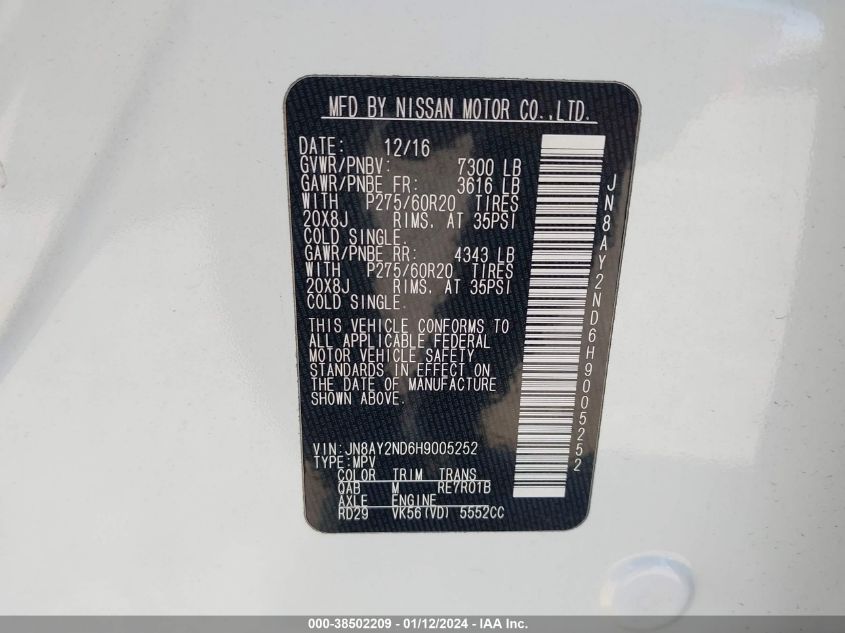 MFD BY NISSAN MOTOR CO.,LTD.
DATE: 12/16
GVWR/PNBV: 7300 LB
GAWR/PNBE FR: 3616 LB
WITH P275/60R20 TIRES
20X8J RIMS, AT 35PSI
COLD SINGLE.
GAWR/PNBE RR: 4343 LB
WITH P275/60R20 TIRES
20X8J RIMS, AT 35PSI
COLD SINGLE.
THIS VEHICLE CONFORMS TO
ALL APPLICABLE FEDERAL
MOTOR VEHICLE SAFETY
STANDARDS IN EFFECT ON
THE DATE OF MANUFACTURE
SHOWN ABOVE.
VIN:JN8AY2ND6H9005252
TYPE:MPV
COLOR TRIM TRANS
QAB M RE7R01B
AXLE ENGINE
RD29 VK56(VD) 5552CC
JN8AY2ND6H9005252
000-38502209 - 01/12/2024 - IAA Inc.